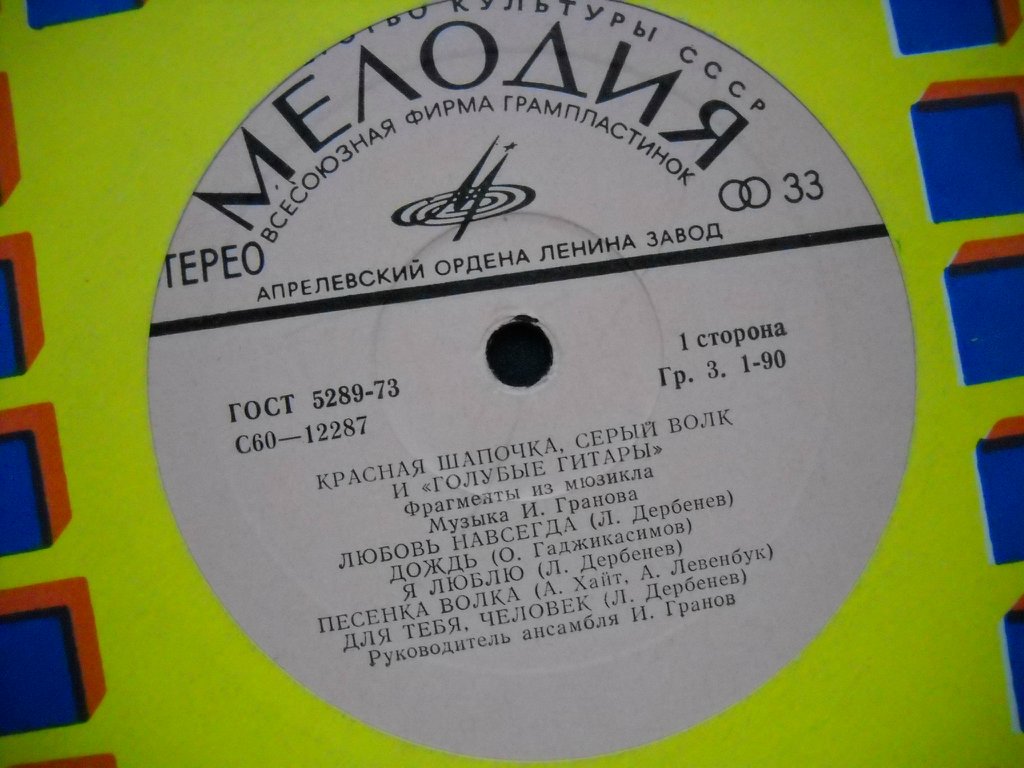 КУЛЬТУРЫ СССР
МЕЛОДИЯ
ВСЕСОЮЗНАЯ ФИРМА ГРАМПЛАСТИНОК
33
ТЕРЕО
АПРЕЛЕВСКИЙ ОРДЕНА ЛЕНИНА ЗАВОД
1 сторона
Гр. 3. 1-90
ГОСТ 5289-73
С60—12287
КРАСНАЯ ШАПОЧКА, СЕРЫЙ ВОЛК
И «ГОЛУБЫЕ ГИТАРЫ»
Фрагменты из мюзикла
Музыка И. Гранова
ЛЮБОВЬ НАВСЕГДА (Л. Дербенев)
ДОЖДЬ (О. Гаджикасимов)
Я ЛЮБЛЮ (Л. Дербенев)
ПЕСЕНКА ВОЛКА (А. Хайт, А. Левенбук)
ДЛЯ ТЕБЯ, ЧЕЛОВЕК (Л. Дербенев)
Руководитель ансамбля И. Гранов